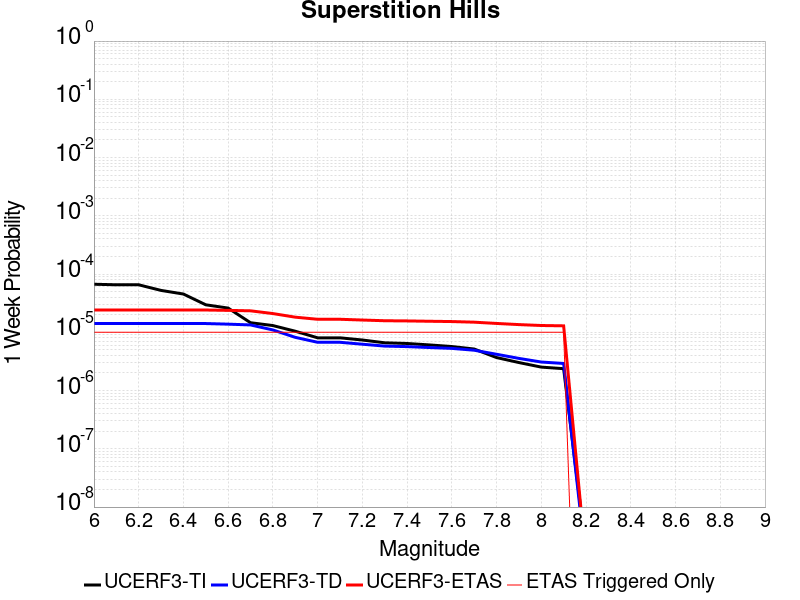 Superstition Hills
10^0
10^-1
10^-2
10^-3
10^-4
10^-5
10^-6
10^-7
10^-8
1 Week Probability
6 6.2 6.4 6.6 6.8 7 7.2 7.4 7.6 7.8 8 8.2 8.4 8.6 8.8 9
Magnitude
UCERF3-TI UCERF3-TD UCERF3-ETAS ETAS Triggered Only